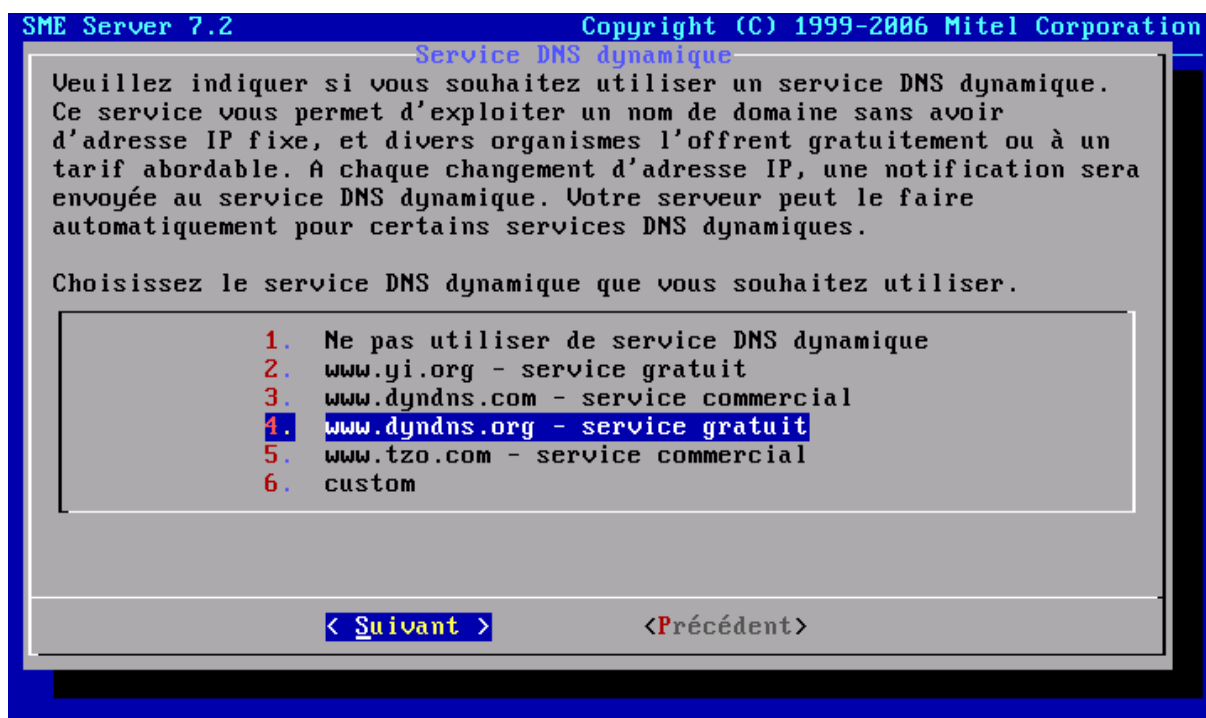 SME Server 7.2 Copyright (C) 1999-2006 Mitel Corporation
Service DNS dynamique
Veuillez indiquer si vous souhaitez utiliser un service DNS dynamique.
Ce service vous permet d'exploiter un nom de domaine sans avoir
d'adresse IP fixe, et divers organismes l'offrent gratuitement ou à un
tarif abordable. A chaque changement d'adresse IP, une notification sera
envoyée au service DNS dynamique. Votre serveur peut le faire
automatiquement pour certains services DNS dynamiques.
Choisissez le service DNS dynamique que vous souhaitez utiliser.
1. Ne pas utiliser de service DNS dynamique
2. www.yi.org - service gratuit
3. www.dyndns.com - service commercial
4. www.dyndns.org - service gratuit
5. www.tzo.com - service commercial
6. custom
< Suivant > <Précédent>